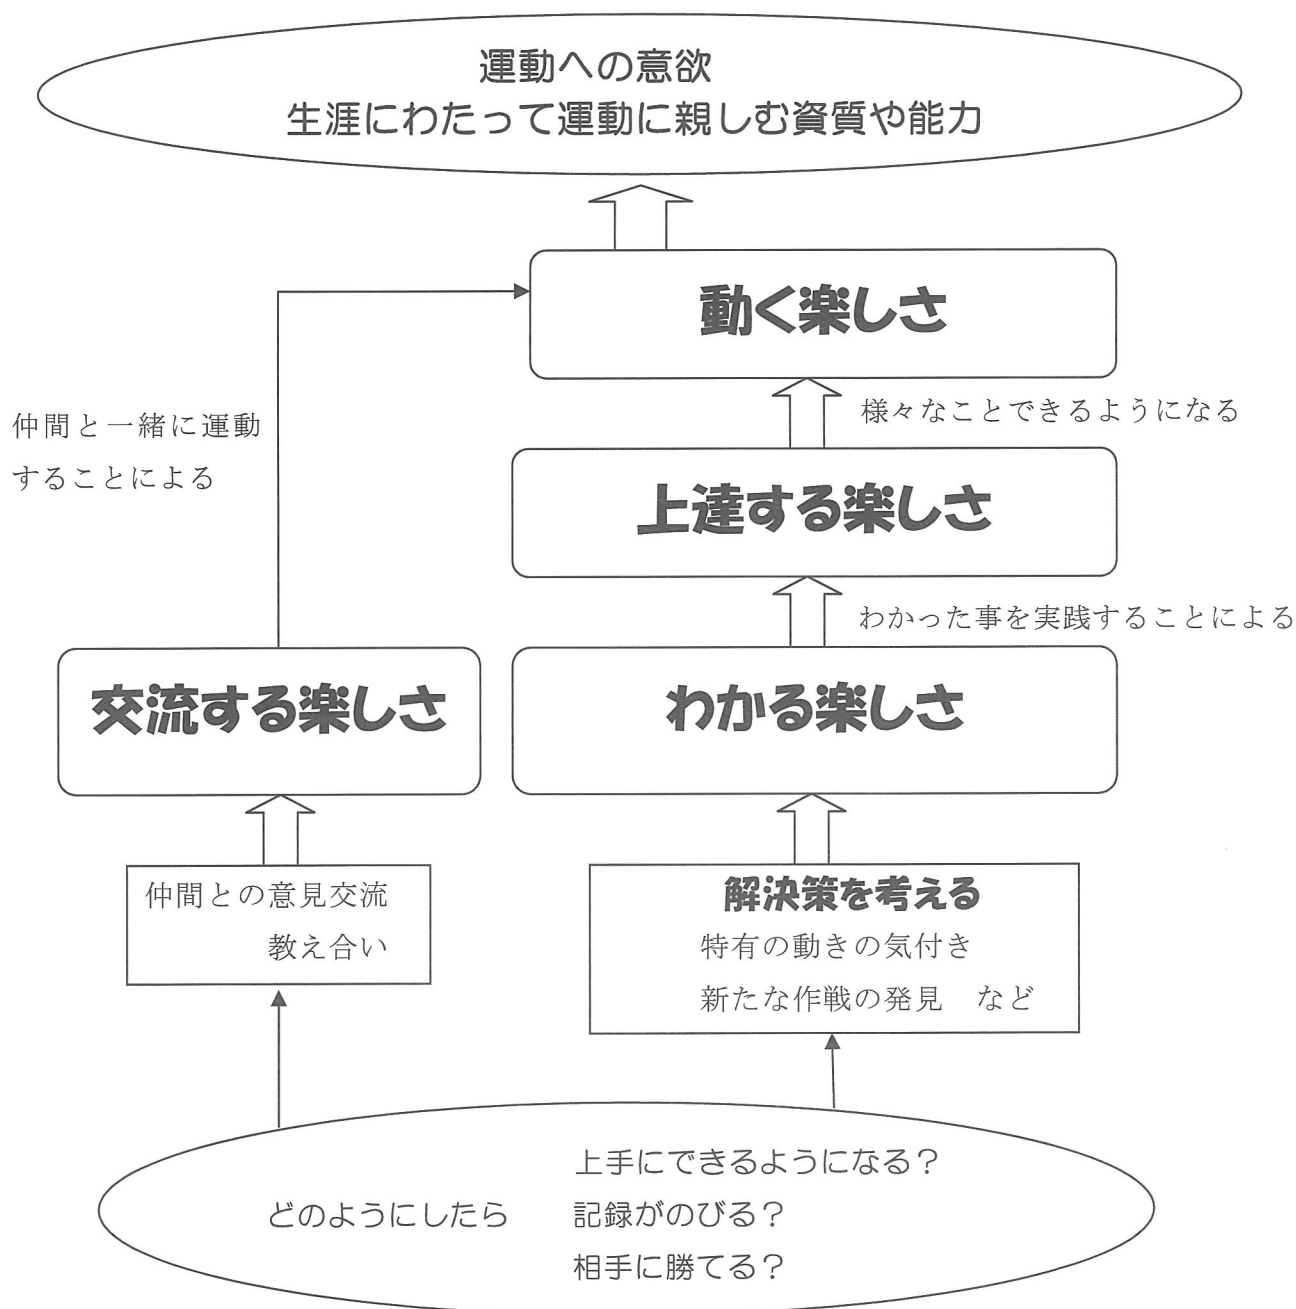 運動への意欲
生涯にわたって運動に親しむ資質や能力
動く楽しさ
様々なことできるようになる
仲間と一緒に運動
することによる
上達する楽しさ
わかった事を実践することによる
交流する楽しさ
わかる楽しさ
仲間との意見交流
教え合い
解決策を考える
特有の動きの気付き
新たな作戦の発見　など
上手にできるようになる？
どのようにしたら　記録がのびる？
相手に勝てる？